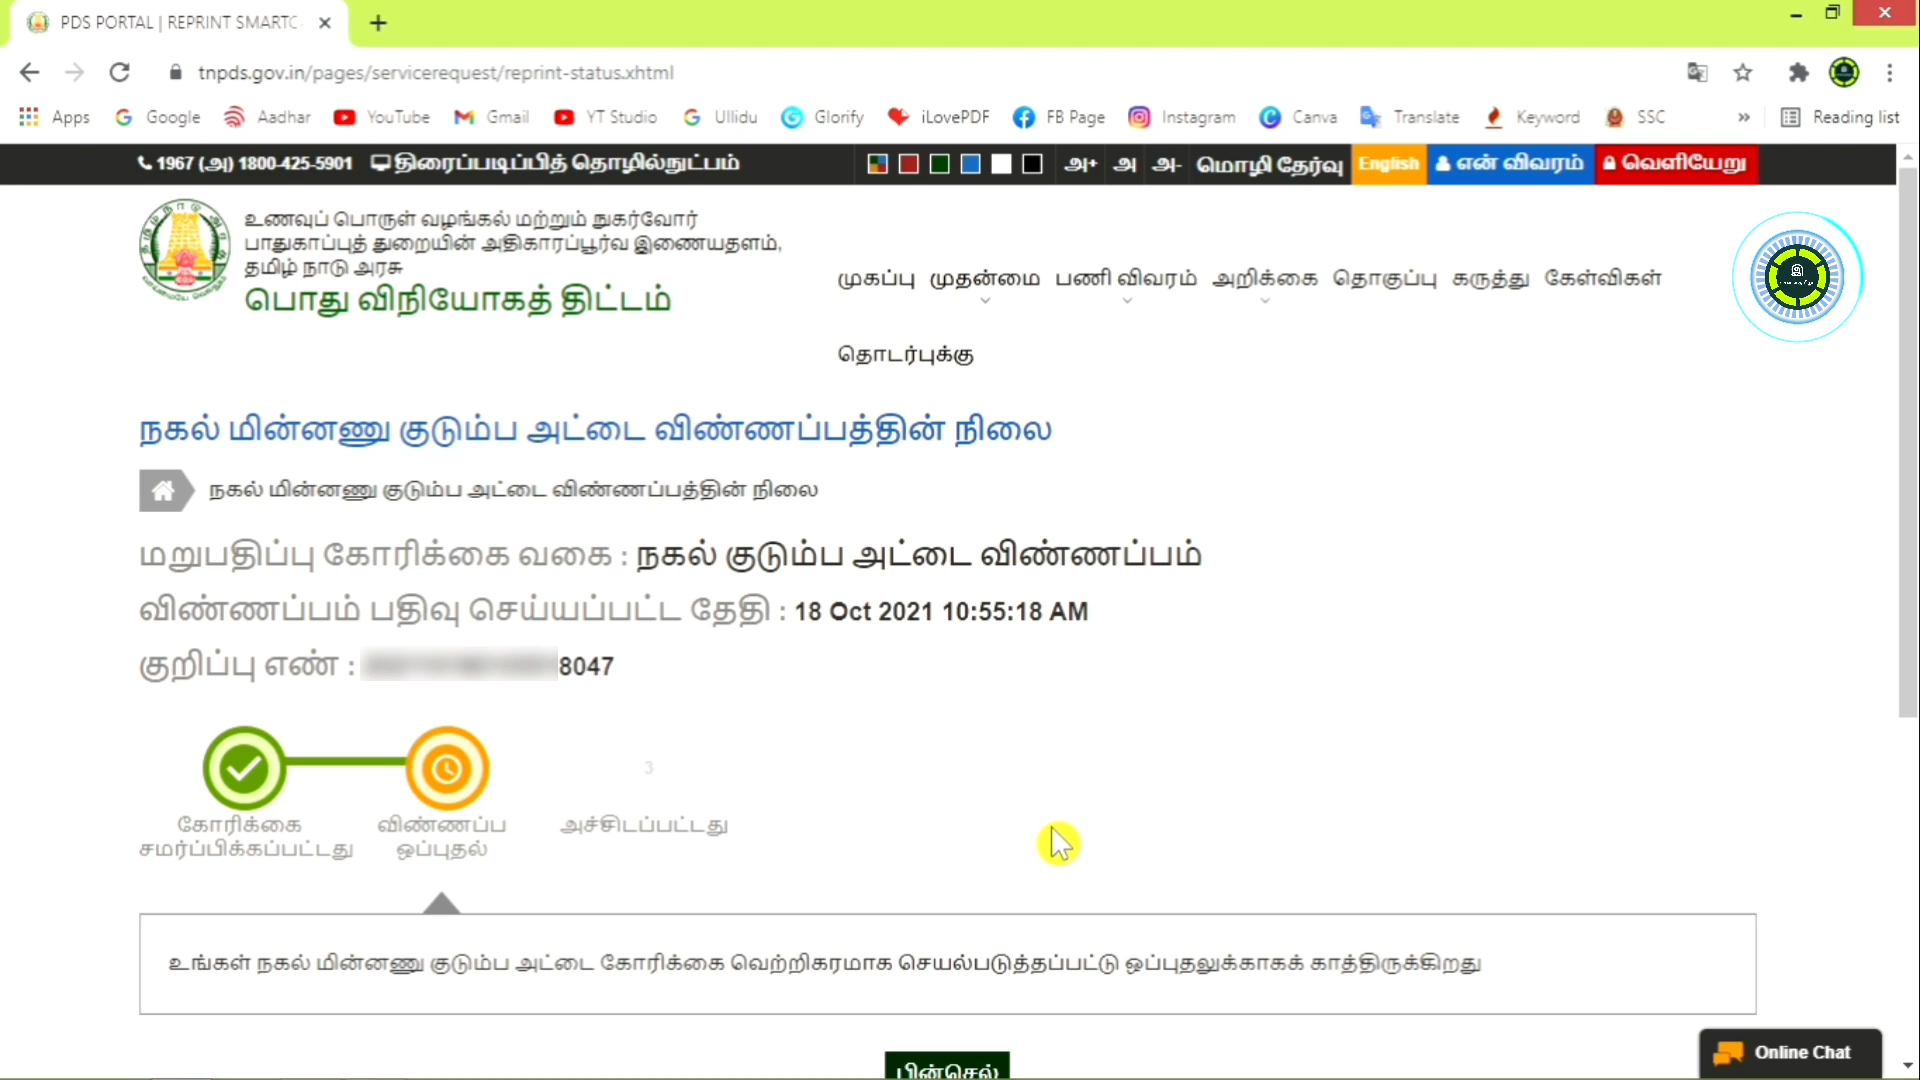 PDS PORTAL | REPRINT SMARTC
tnpds.gov.in/pages/servicerequest/reprint-status.xhtml
Apps Google Aadhar YouTube Gmail YT Studio Ullidu Glorify iLovePDF FB Page Instagram Canva Translate Keyword SSC » Reading list
1967 (அ) 1800-425-5901 திரைப்படிப்பித் தொழில்நுட்பம் அ+ அ அ- மொழி தேர்வு English என் விவரம் வெளியேறு
உணவுப் பொருள் வழங்கல் மற்றும் நுகர்வோர்
பாதுகாப்புத் துறையின் அதிகாரப்பூர்வ இணையதளம்,
தமிழ் நாடு அரசு
பொது விநியோகத் திட்டம்
முகப்பு முதன்மை பணி விவரம் அறிக்கை தொகுப்பு கருத்து கேள்விகள்
தொடர்புக்கு
நகல் மின்னணு குடும்ப அட்டை விண்ணப்பத்தின் நிலை
நகல் மின்னணு குடும்ப அட்டை விண்ணப்பத்தின் நிலை
மறுபதிப்பு கோரிக்கை வகை : நகல் குடும்ப அட்டை விண்ணப்பம்
விண்ணப்பம் பதிவு செய்யப்பட்ட தேதி : 18 Oct 2021 10:55:18 AM
குறிப்பு எண் : 8047
3
கோரிக்கை
சமர்ப்பிக்கப்பட்டது
விண்ணப்ப
ஒப்புதல்
அச்சிடப்பட்டது
உங்கள் நகல் மின்னணு குடும்ப அட்டை கோரிக்கை வெற்றிகரமாக செயல்படுத்தப்பட்டு ஒப்புதலுக்காகக் காத்திருக்கிறது
பின்செல்
Online Chat